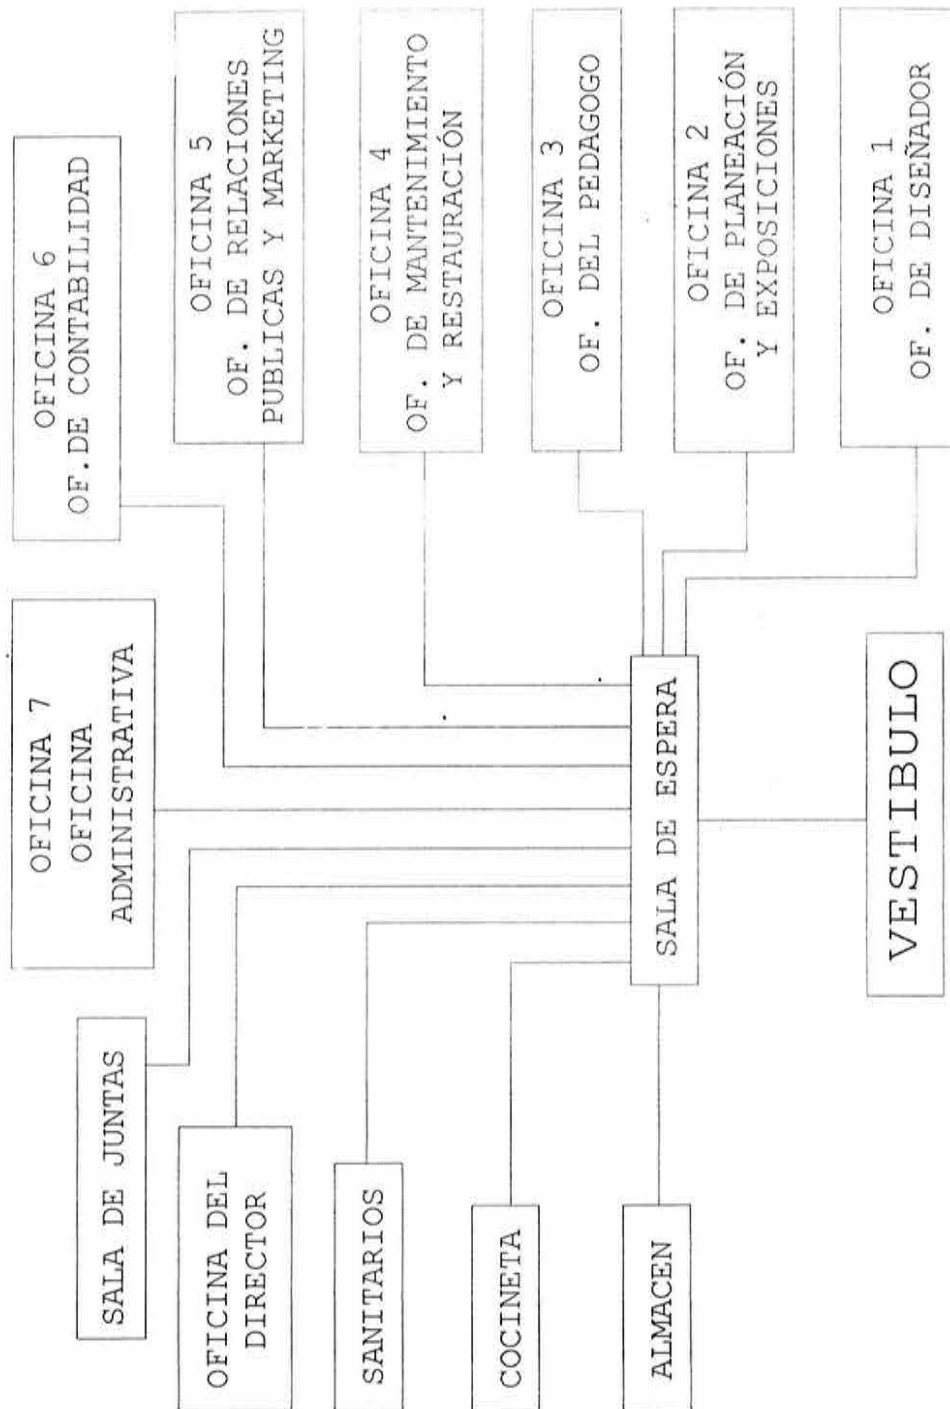 OFICINA 7
OFICINA
ADMINISTRATIVA
OFICINA 6
OF.DE CONTABILIDAD
SALA DE JUNTAS
OFICINA 5
OF. DE RELACIONES
PUBLICAS Y MARKETING
OFICINA DEL
DIRECTOR
OFICINA 4
OF. DE MANTENIMIENTO
Y RESTAURACIÓN
SANITARIOS
OFICINA 3
OF. DEL PEDAGOGO
COCINETA
OFICINA 2
OF. DE PLANEACIÓN
Y EXPOSICIONES
ALMACEN
SALA DE ESPERA
OFICINA 1
OF. DE DISEÑADOR
VESTIBULO